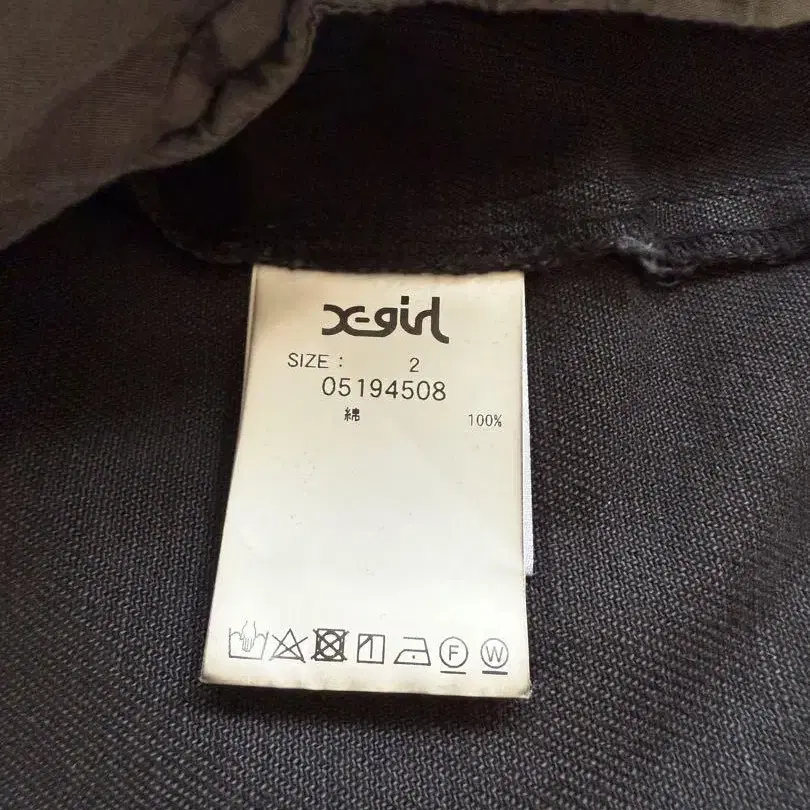 X-girl
SIZE : 2
05194508
綿 100%
F W